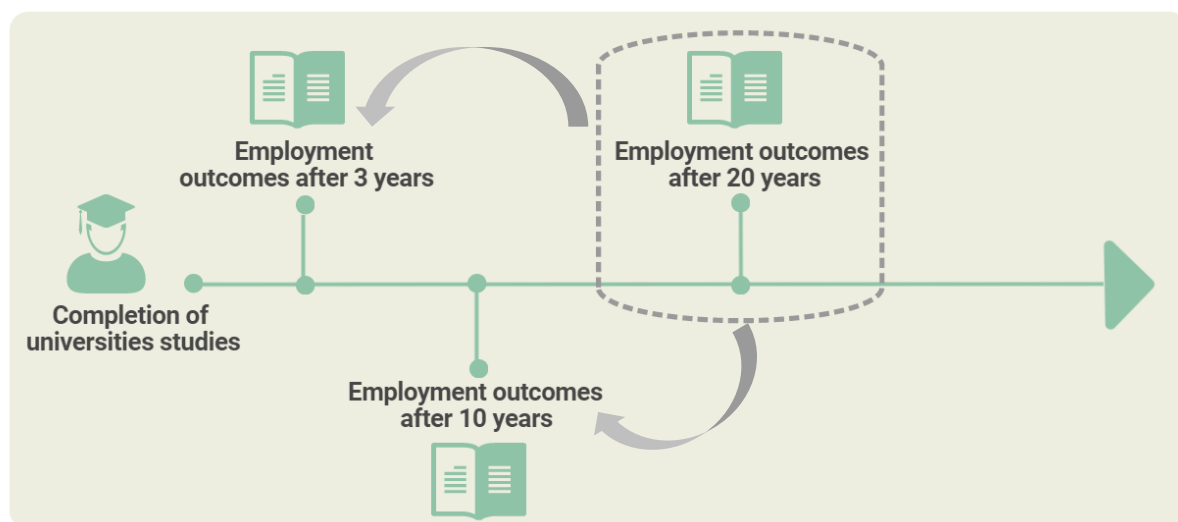 Employment
outcomes after 3 years
Employment outcomes
after 20 years
Completion of
universities studies
Employment outcomes
after 10 years